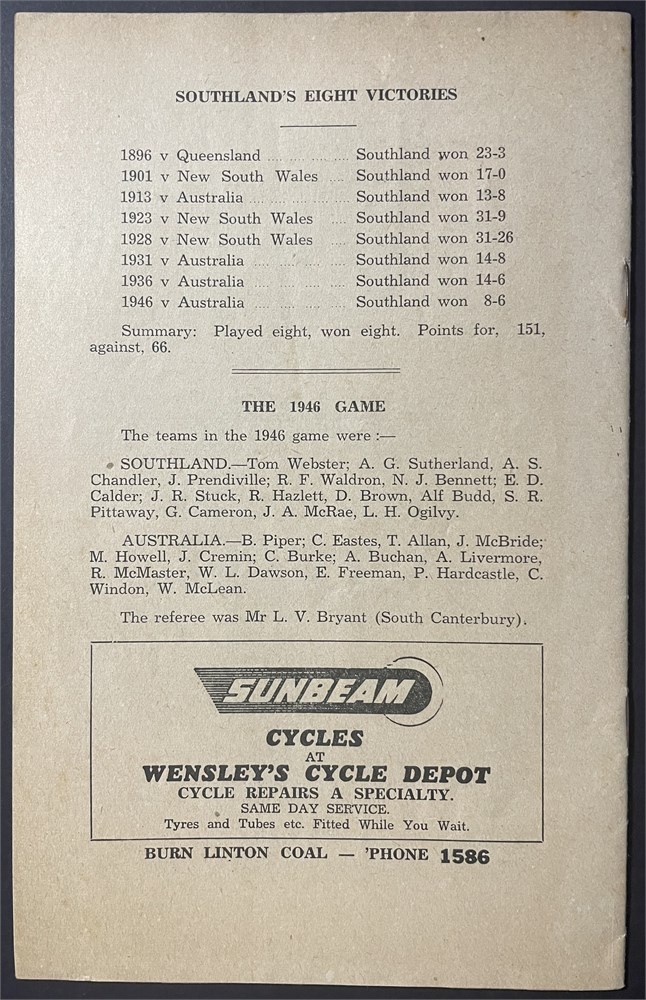 SOUTHLAND'S EIGHT VICTORIES
1896 v Queensland .... .... .... .... Southland won 23-3
1901 v New South Wales .... Southland won 17-0
1913 v Australia .... .... .... .... .... Southland won 13-8
1923 v New South Wales .... Southland won 31-9
1928 v New South Wales .... Southland won 31-26
1931 v Australia .... .... .... .... Southland won 14-8
1936 v Australia .... .... .... .... Southland won 14-6
1946 v Australia .... .... .... .... Southland won 8-6
Summary: Played eight, won eight. Points for, 151,
against, 66.
THE 1946 GAME
The teams in the 1946 game were :—
SOUTHLAND.—Tom Webster; A. G. Sutherland, A. S.
Chandler, J. Prendiville; R. F. Waldron, N. J. Bennett; E. D.
Calder; J. R. Stuck, R. Hazlett, D. Brown, Alf Budd, S. R.
Pittaway, G. Cameron, J. A. McRae, L. H. Ogilvy.
AUSTRALIA.—B. Piper; C. Eastes, T. Allan, J. McBride;
M. Howell, J. Cremin; C. Burke; A. Buchan, A. Livermore,
R. McMaster, W. L. Dawson, E. Freeman, P. Hardcastle, C.
Windon, W. McLean.
The referee was Mr L. V. Bryant (South Canterbury).
SUNBEAM
CYCLES
AT
WENSLEY'S CYCLE DEPOT
CYCLE REPAIRS A SPECIALTY.
SAME DAY SERVICE.
Tyres and Tubes etc. Fitted While You Wait.
BURN LINTON COAL — 'PHONE 1586